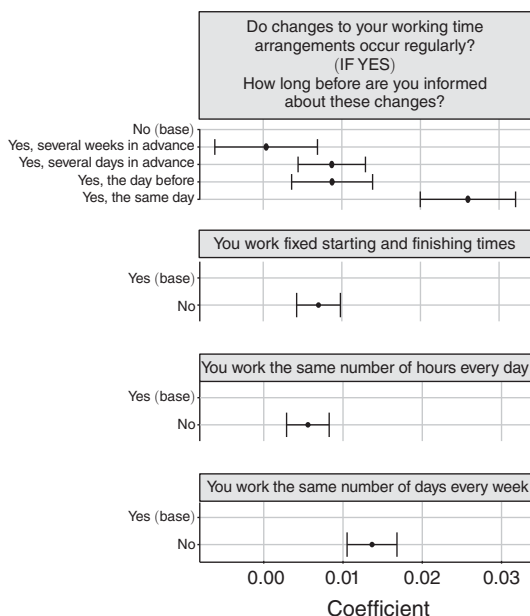 Do changes to your working time
arrangements occur regularly?
(IF YES)
How long before are you informed
about these changes?
No (base)
Yes, several weeks in advance
Yes, several days in advance
Yes, the day before
Yes, the same day
You work fixed starting and finishing times
Yes (base)
No
You work the same number of hours every day
Yes (base)
No
You work the same number of days every week
Yes (base)
No
0.00 0.01 0.02 0.03
Coefficient